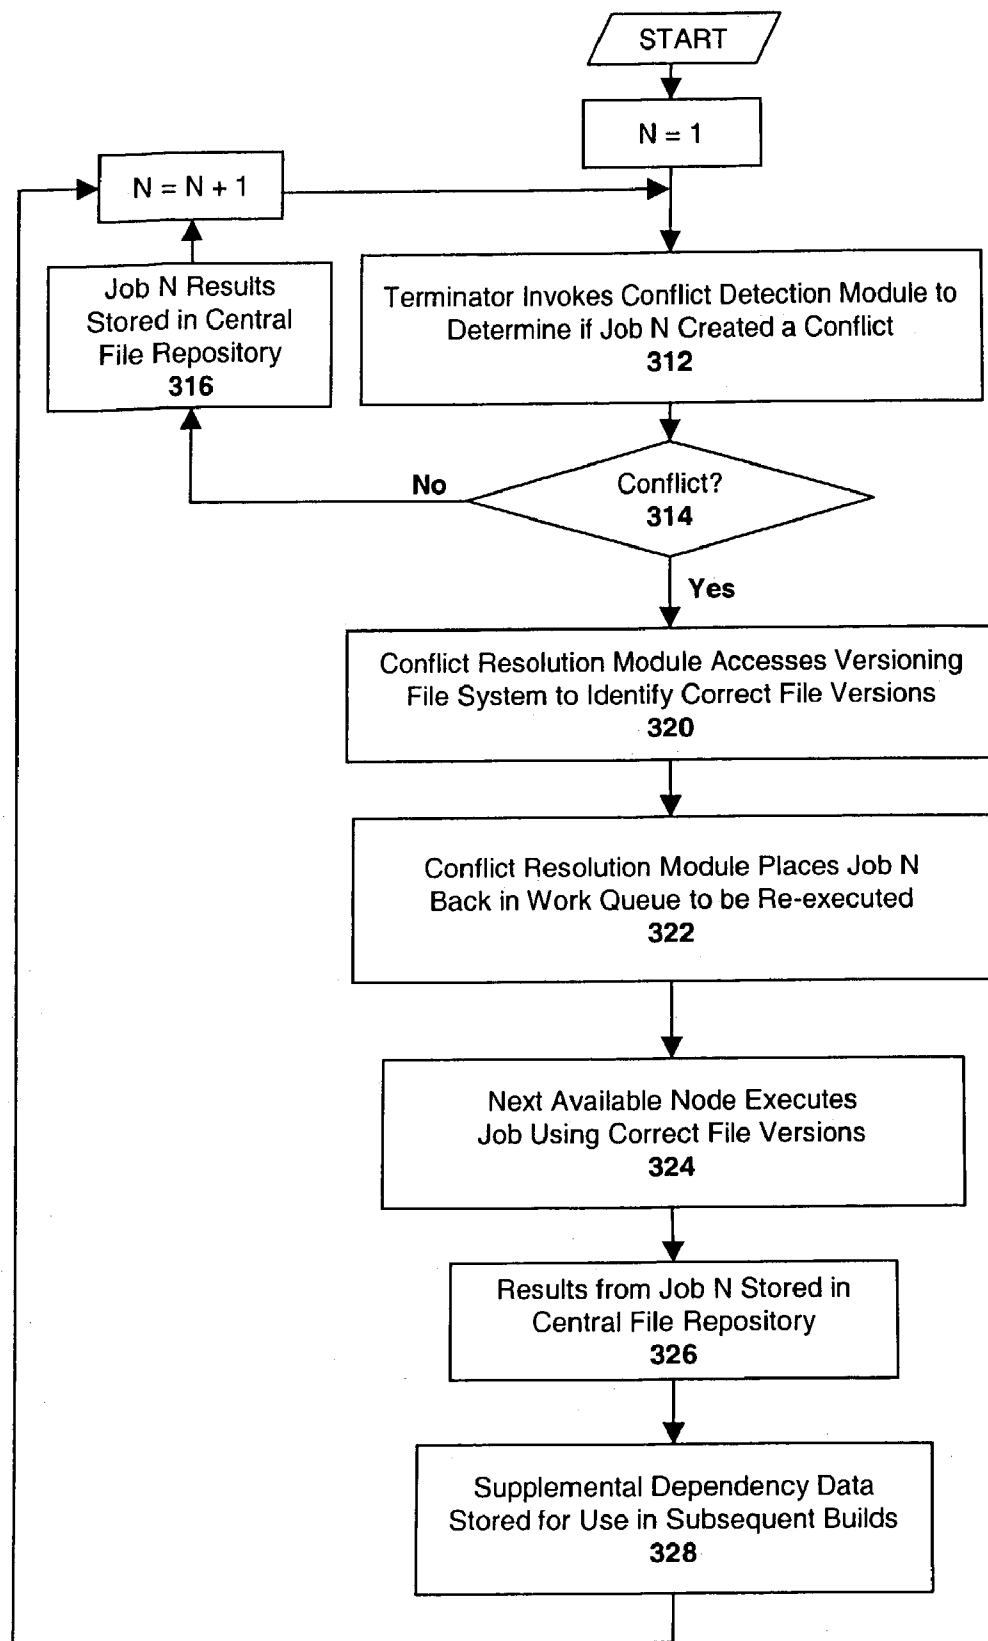 START
N = 1
N = N + 1
Job N Results
Stored in Central
File Repository
316
Terminator Invokes Conflict Detection Module to
Determine if Job N Created a Conflict
312
Conflict?
314
No
Yes
Conflict Resolution Module Accesses Versioning
File System to Identify Correct File Versions
320
Conflict Resolution Module Places Job N
Back in Work Queue to be Re-executed
322
Next Available Node Executes
Job Using Correct File Versions
324
Results from Job N Stored in
Central File Repository
326
Supplemental Dependency Data
Stored for Use in Subsequent Builds
328